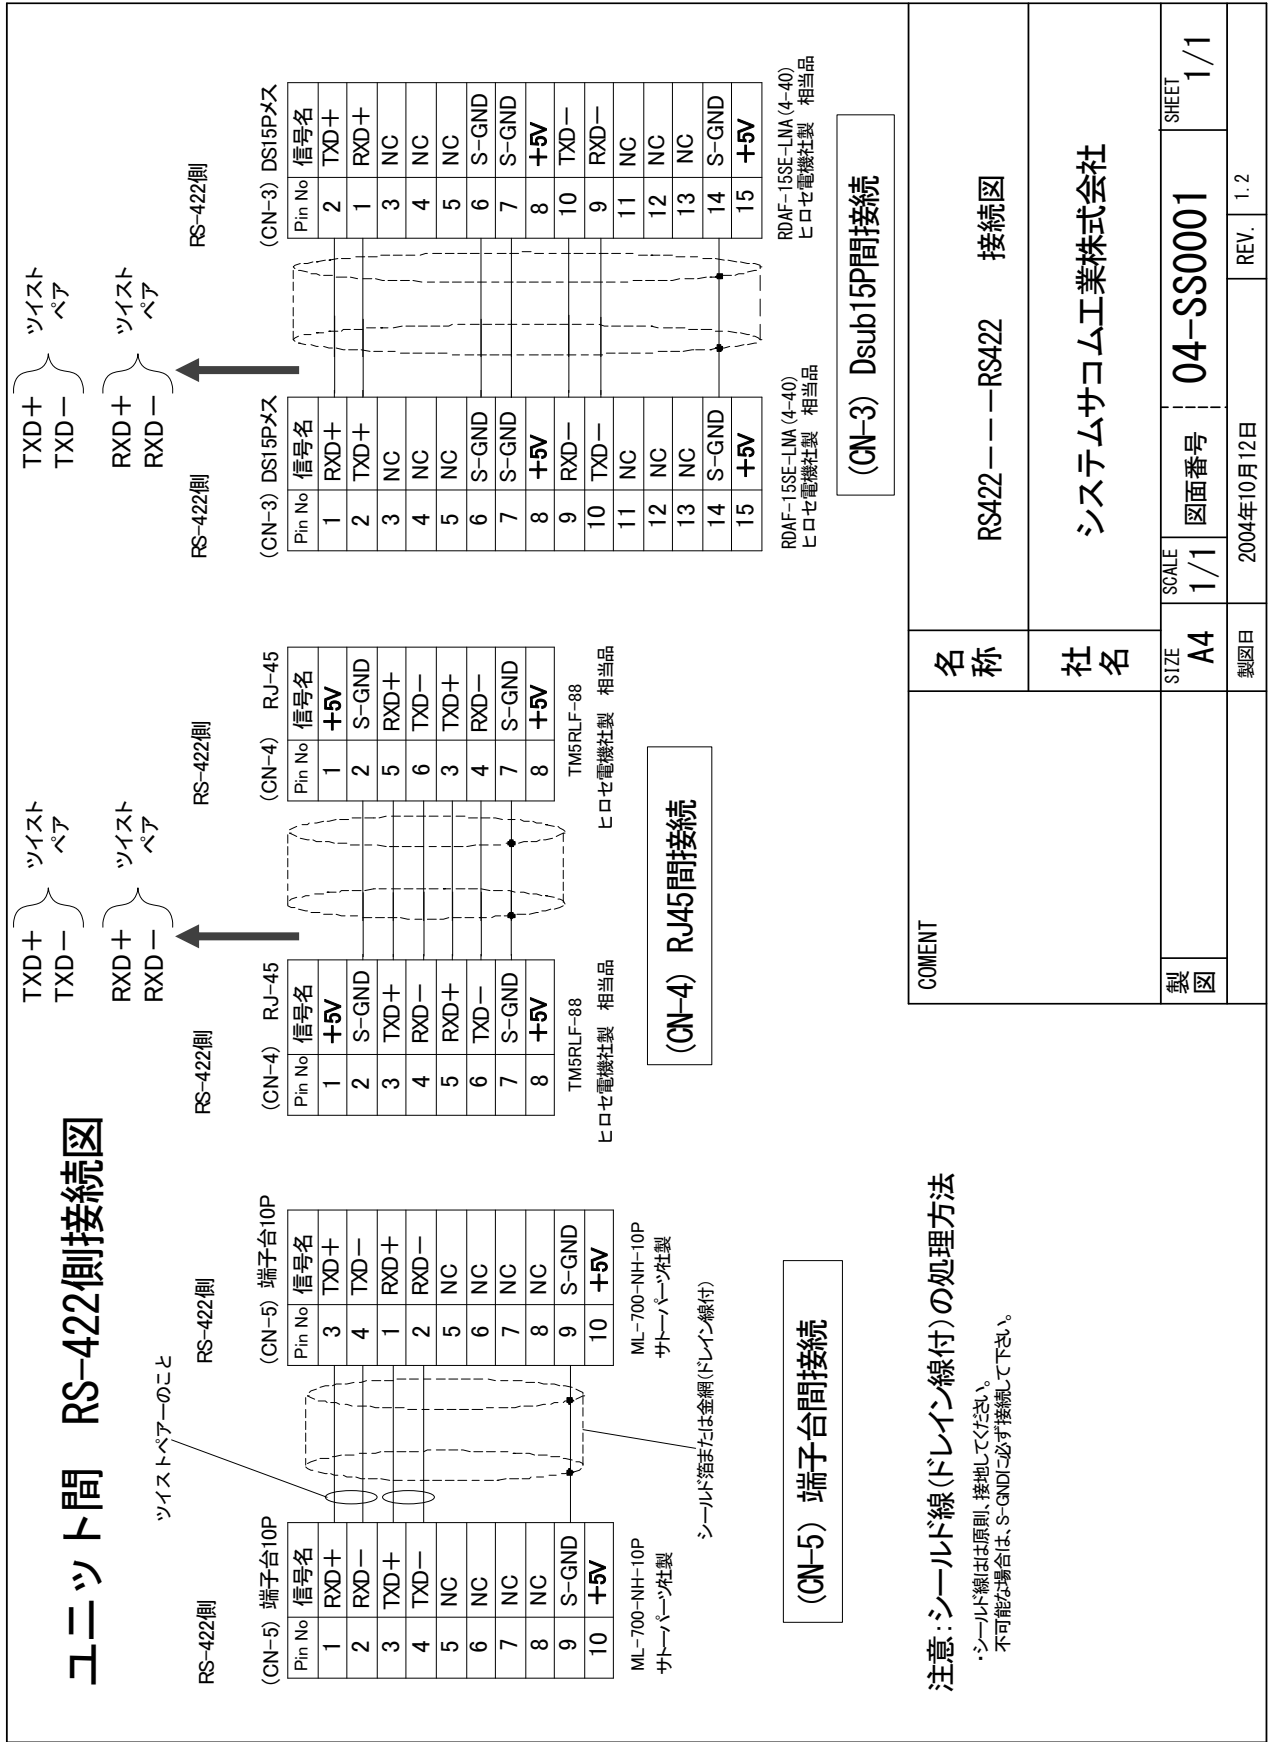 ユニット間　RS-422側接続図
ツイストペアーのこと
RS-422側
(CN-5) 端子台10P
Pin No 信号名
1 RXD+
2 RXD-
3 TXD+
4 TXD-
5 NC
6 NC
7 NC
8 NC
9 S-GND
10 +5V
ML-700-NH-10P
サトーパーツ社製
RS-422側
(CN-5) 端子台10P
Pin No 信号名
3 TXD+
4 TXD-
1 RXD+
2 RXD-
5 NC
6 NC
7 NC
8 NC
9 S-GND
10 +5V
ML-700-NH-10P
サトーパーツ社製
シールド箔または金網(ドレイン線付)
(CN-5) 端子台間接続
TXD+
TXD-
ツイスト
ペア
RXD+
RXD-
ツイスト
ペア
RS-422側
(CN-4) RJ-45
Pin No 信号名
1 +5V
2 S-GND
3 TXD+
4 RXD-
5 RXD+
6 TXD-
7 S-GND
8 +5V
TM5RLF-88
ヒロセ電機社製 相当品
RS-422側
(CN-4) RJ-45
Pin No 信号名
1 +5V
2 S-GND
5 RXD+
6 TXD-
3 TXD+
4 RXD-
7 S-GND
8 +5V
TM5RLF-88
ヒロセ電機社製 相当品
(CN-4) RJ45間接続
TXD+
TXD-
ツイスト
ペア
RXD+
RXD-
ツイスト
ペア
RS-422側
(CN-3) DS15Pメス
Pin No 信号名
1 RXD+
2 TXD+
3 NC
4 NC
5 NC
6 S-GND
7 S-GND
8 +5V
9 RXD-
10 TXD-
11 NC
12 NC
13 NC
14 S-GND
15 +5V
RDAF-15SE-LNA(4-40)
ヒロセ電機社製 相当品
RS-422側
(CN-3) DS15Pメス
Pin No 信号名
2 TXD+
1 RXD+
3 NC
4 NC
5 NC
6 S-GND
7 S-GND
8 +5V
10 TXD-
9 RXD-
11 NC
12 NC
13 NC
14 S-GND
15 +5V
RDAF-15SE-LNA(4-40)
ヒロセ電機社製 相当品
(CN-3) Dsub15P間接続
注意:シールド線(ドレイン線付)の処理方法
・シールド線はは原則、接地してください。
不可能な場合は、S-GNDに必ず接続して下さい。
COMENT
名称
RS422ーーーRS422 接続図
社名
システムサコム工業株式会社
製図
SIZE
A4
SCALE
1/1
図面番号
04-SS0001
SHEET
1/1
製図日
2004年10月12日
REV.
1.2